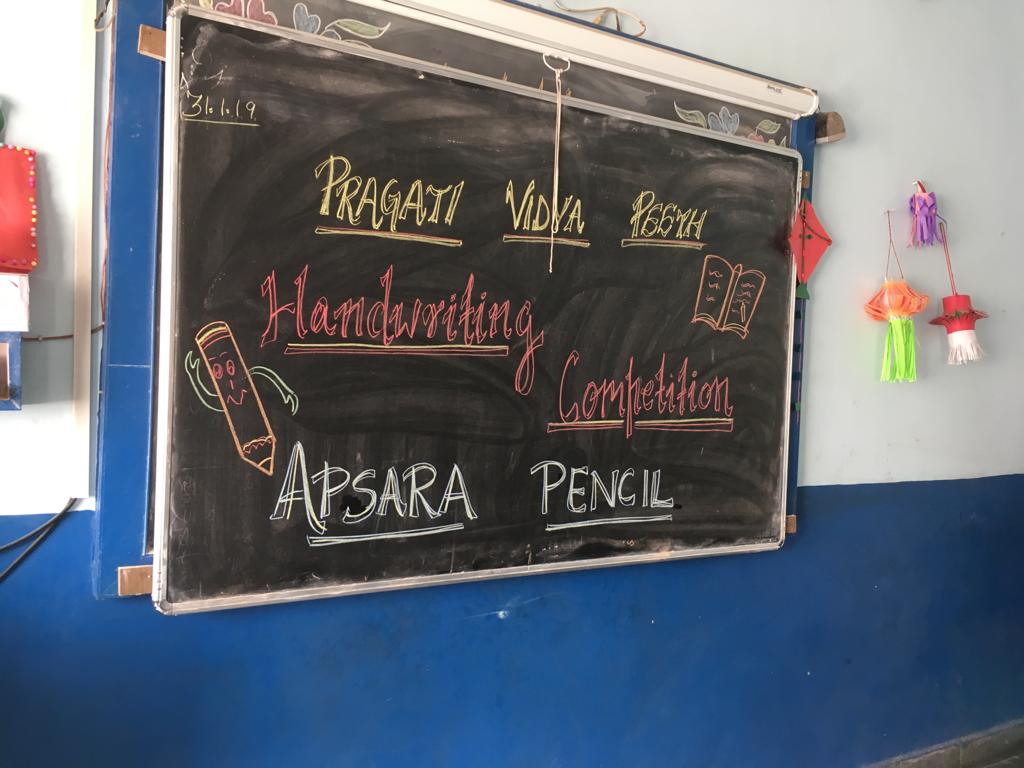 31.1.19
PRAGATI VIDYA PEETH
Handwriting
Competition
APSARA PENCIL